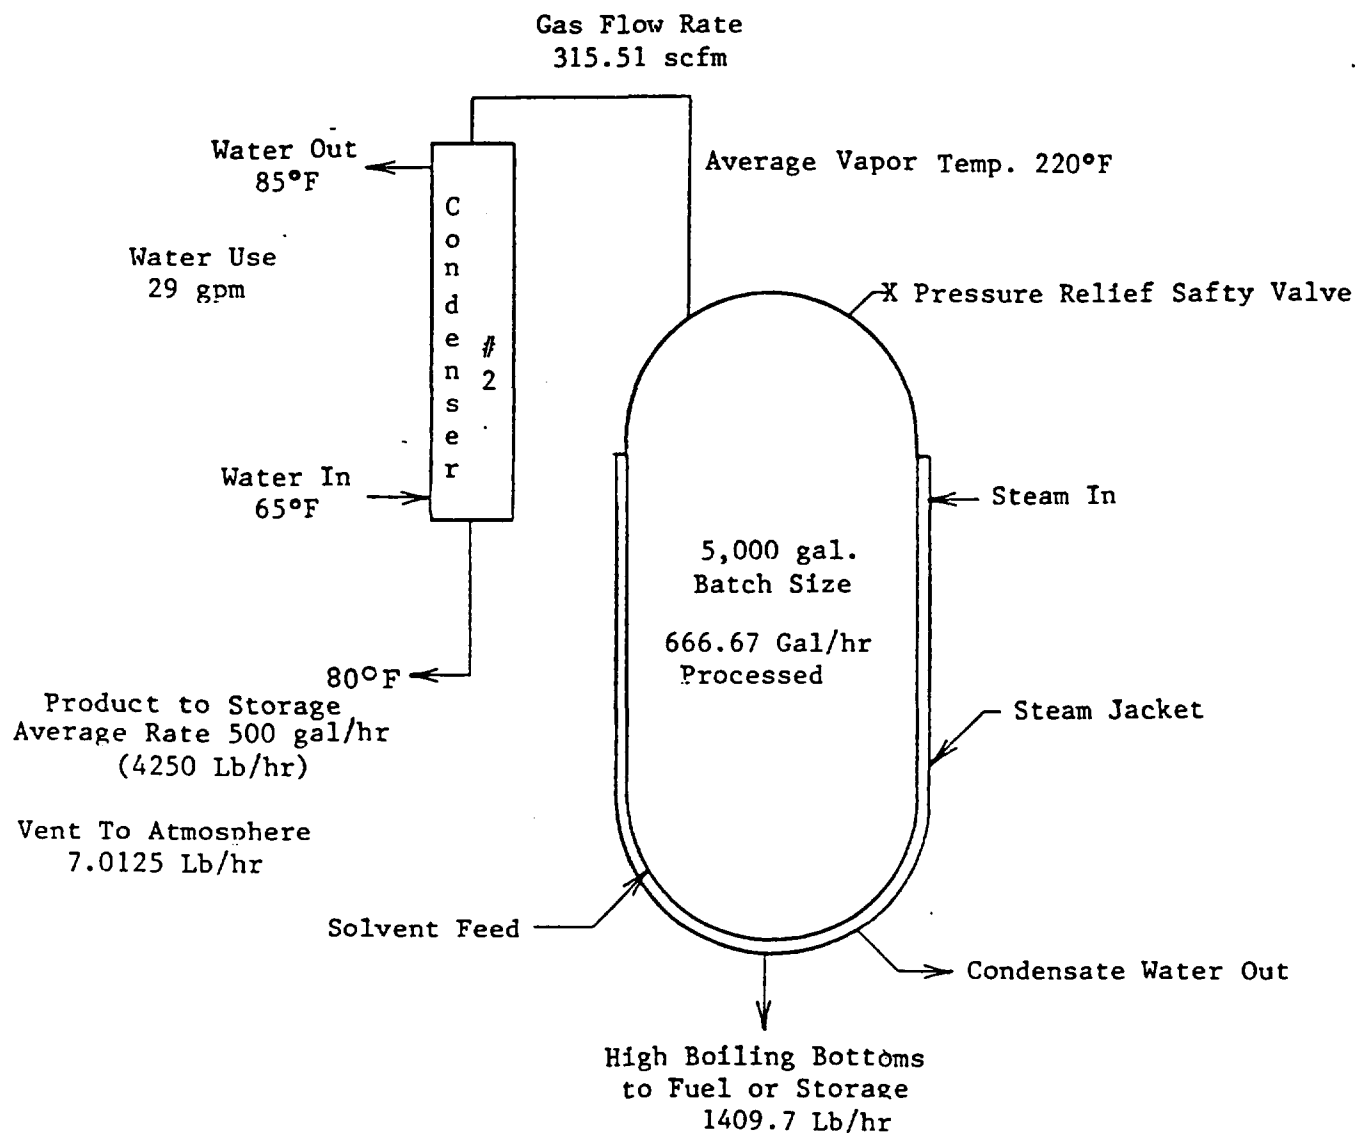 Gas Flow Rate
315.51 scfm
Water Out
85°F
Average Vapor Temp. 220°F
Water Use
29 gpm
Condenser
#2
X Pressure Relief Safty Valve
Water In
65°F
Steam In
5,000 gal.
Batch Size
666.67 Gal/hr
Processed
80°F
Product to Storage
Average Rate 500 gal/hr
(4250 Lb/hr)
Steam Jacket
Vent To Atmosphere
7.0125 Lb/hr
Solvent Feed
Condensate Water Out
High Boiling Bottoms
to Fuel or Storage
1409.7 Lb/hr